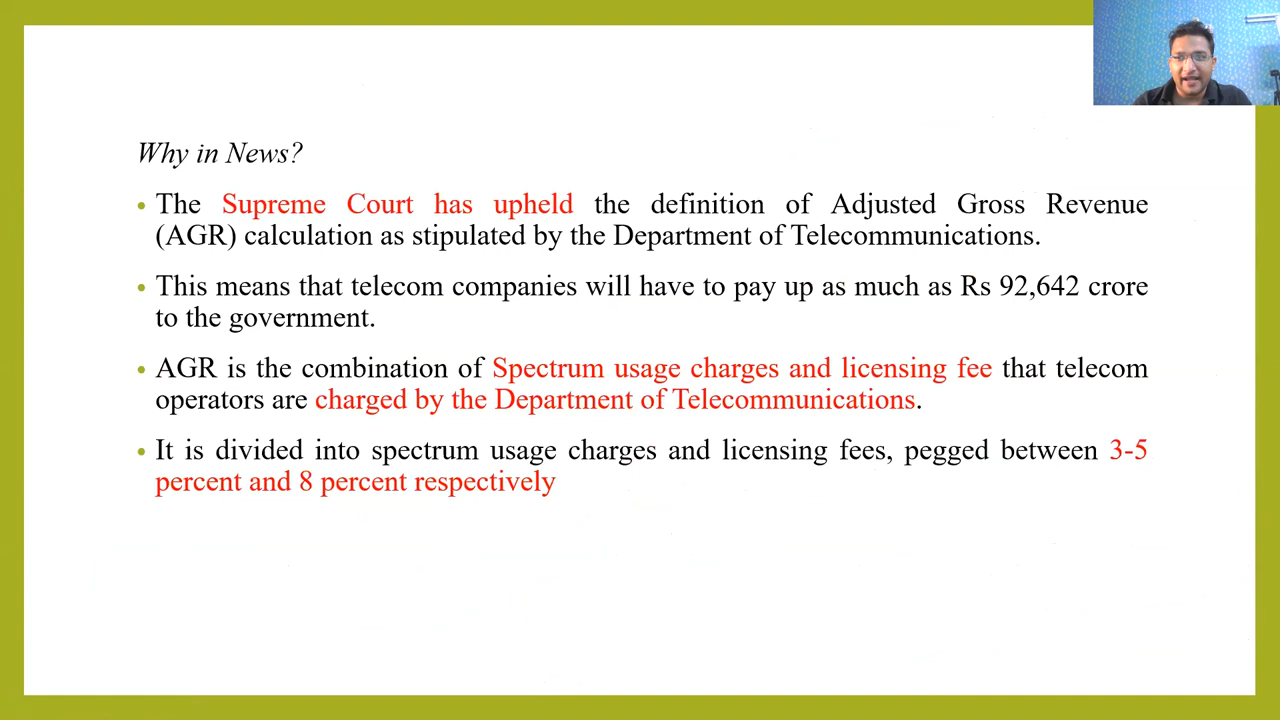 Why in News?
• The Supreme Court has upheld the definition of Adjusted Gross Revenue
(AGR) calculation as stipulated by the Department of Telecommunications.
• This means that telecom companies will have to pay up as much as Rs 92,642 crore
to the government.
• AGR is the combination of Spectrum usage charges and licensing fee that telecom
operators are charged by the Department of Telecommunications.
• It is divided into spectrum usage charges and licensing fees, pegged between 3-5
percent and 8 percent respectively